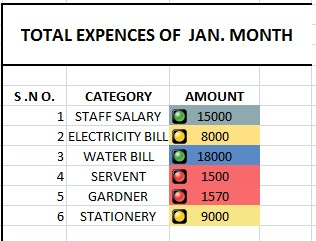 TOTAL EXPENCES OF JAN. MONTH
S.NO. CATEGORY AMOUNT
1 STAFF SALARY 15000
2 ELECTRICITY BILL 8000
3 WATER BILL 18000
4 SERVENT 1500
5 GARDNER 1570
6 STATIONERY 9000